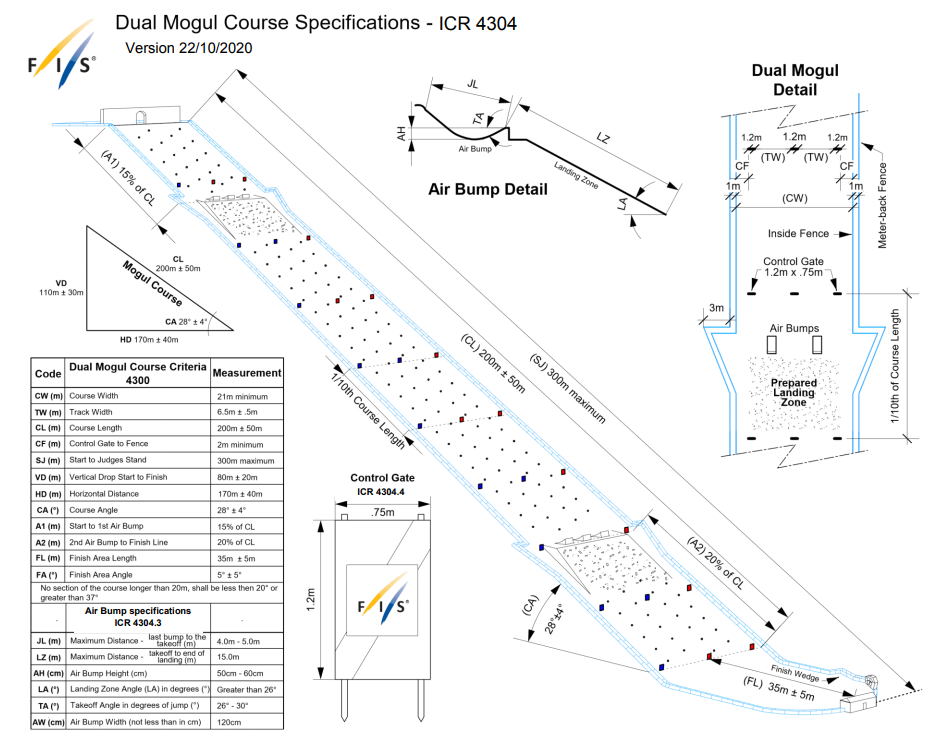 Dual Mogul Course Specifications - ICR 4304
Version 22/10/2020
FIS®
(A1) 15% of CL
VD
110m ± 30m
CL
200m ± 50m
Mogul Course
CA 28° ± 4°
HD 170m ± 40m
JL
TA
AH
Air Bump
LZ
Landing Zone
LA
Air Bump Detail
Dual Mogul
Detail
1.2m 1.2m 1.2m
(TW) (TW)
CF CF
1m 1m
(CW)
Meter-back Fence
Inside Fence
Control Gate
1.2m x .75m
3m
Air Bumps
Prepared
Landing
Zone
1/10th of Course Length
(CL) 200m ± 50m
(SJ) 300m maximum
1/10th Course Length
Code Dual Mogul Course Criteria 4300 Measurement
CW (m) Course Width 21m minimum
TW (m) Track Width 6.5m ± .5m
CL (m) Course Length 200m ± 50m
CF (m) Control Gate to Fence 2m minimum
SJ (m) Start to Judges Stand 300m maximum
VD (m) Vertical Drop Start to Finish 80m ± 20m
HD (m) Horizontal Distance 170m ± 40m
CA (°) Course Angle 28° ± 4°
A1 (m) Start to 1st Air Bump 15% of CL
A2 (m) 2nd Air Bump to Finish Line 20% of CL
FL (m) Finish Area Length 35m ± 5m
FA (°) Finish Area Angle 5° ± 5°
No section of the course longer than 20m, shall be less then 20° or
greater than 37°
Air Bump specifications
ICR 4304.3
JL (m) Maximum Distance - last bump to the takeoff (m) 4.0m - 5.0m
LZ (m) Maximum Distance - takeoff to end of landing (m) 15.0m
AH (cm) Air Bump Height (cm) 50cm - 60cm
LA (°) Landing Zone Angle (LA) in degrees (°) Greater than 26°
TA (°) Takeoff Angle in degrees of jump (°) 26° - 30°
AW (cm) Air Bump Width (not less than in cm) 120cm
Control Gate
ICR 4304.4
.75m
1.2m
FIS®
(CA)
28°±4°
(A2) 20% of CL
Finish Wedge
(FL) 35m ± 5m